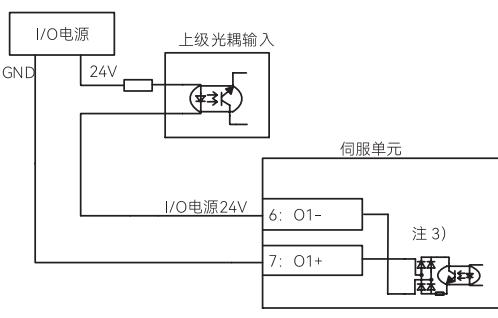 I/O电源
上级光耦输入
GND
24V
伺服单元
I/O电源24V
6: O1-
注 3)
7: O1+